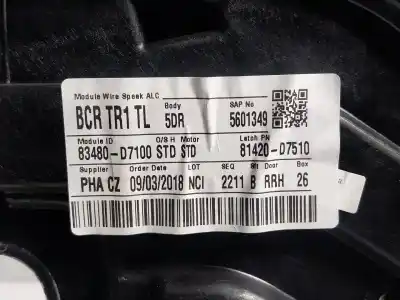 Module Wire Speak ALC
BCR TR1 TL Body 5DR SAP No 5601349
Module ID O/S H Motor Latch PN
83480-D7100 STD STD 81420-D7510
Supplier Order Date LOT SEQ Sft Door Box
PHA CZ 09/03/2018 NCI 2211 B RRH 26